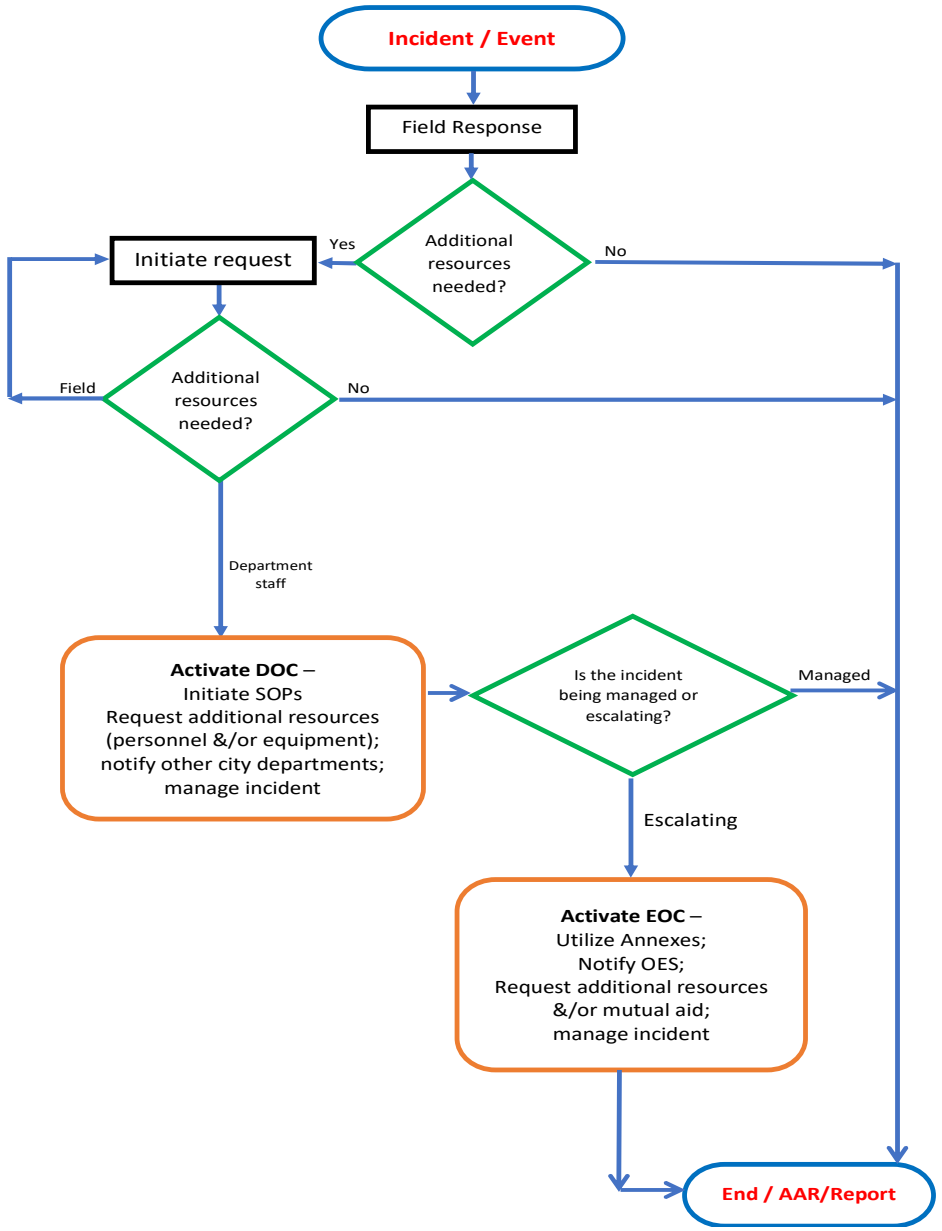 Incident / Event
Field Response
Additional
resources
needed?
Yes
No
Initiate request
Additional
resources
needed?
Field
No
Department
staff
Activate DOC –
Initiate SOPs
Request additional resources
(personnel &/or equipment);
notify other city departments;
manage incident
Is the incident
being managed or
escalating?
Managed
Escalating
Activate EOC –
Utilize Annexes;
Notify OES;
Request additional resources
&/or mutual aid;
manage incident
End / AAR/Report